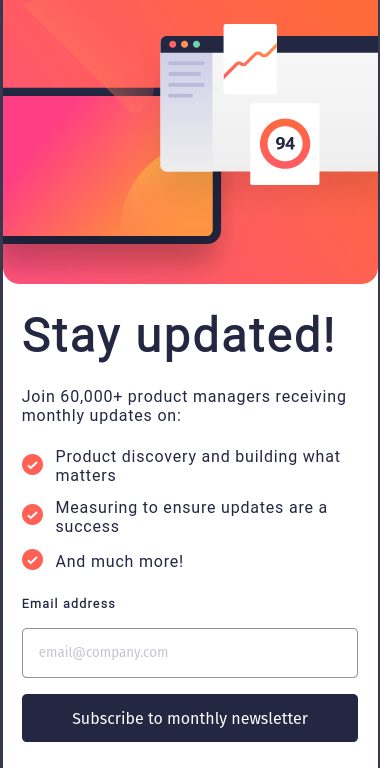 94
Stay updated!
Join 60,000+ product managers receiving
monthly updates on:
Product discovery and building what
matters
Measuring to ensure updates are a
success
And much more!
Email address
email@company.com
Subscribe to monthly newsletter